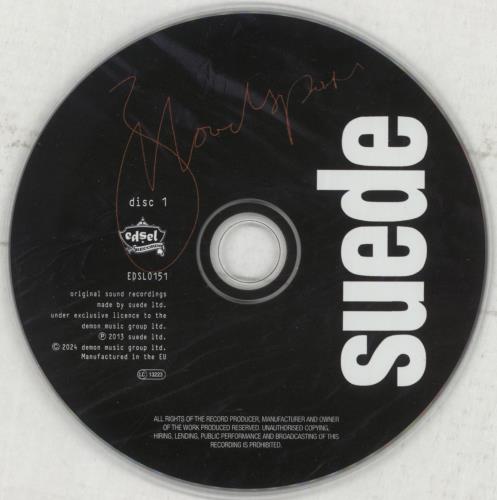 Bloodsports
disc 1
edsel
RECORDS
EDSL0151
original sound recordings
made by suede ltd.
under exclusive licence to the
demon music group ltd.
Ⓟ 2013 suede ltd.
© 2024 demon music group ltd.
Manufactured in the EU
LC 13223
suede
ALL RIGHTS OF THE RECORD PRODUCER, MANUFACTURER AND OWNER
OF THE WORK PRODUCED RESERVED. UNAUTHORISED COPYING,
HIRING, LENDING, PUBLIC PERFORMANCE AND BROADCASTING OF THIS
RECORDING IS PROHIBITED.